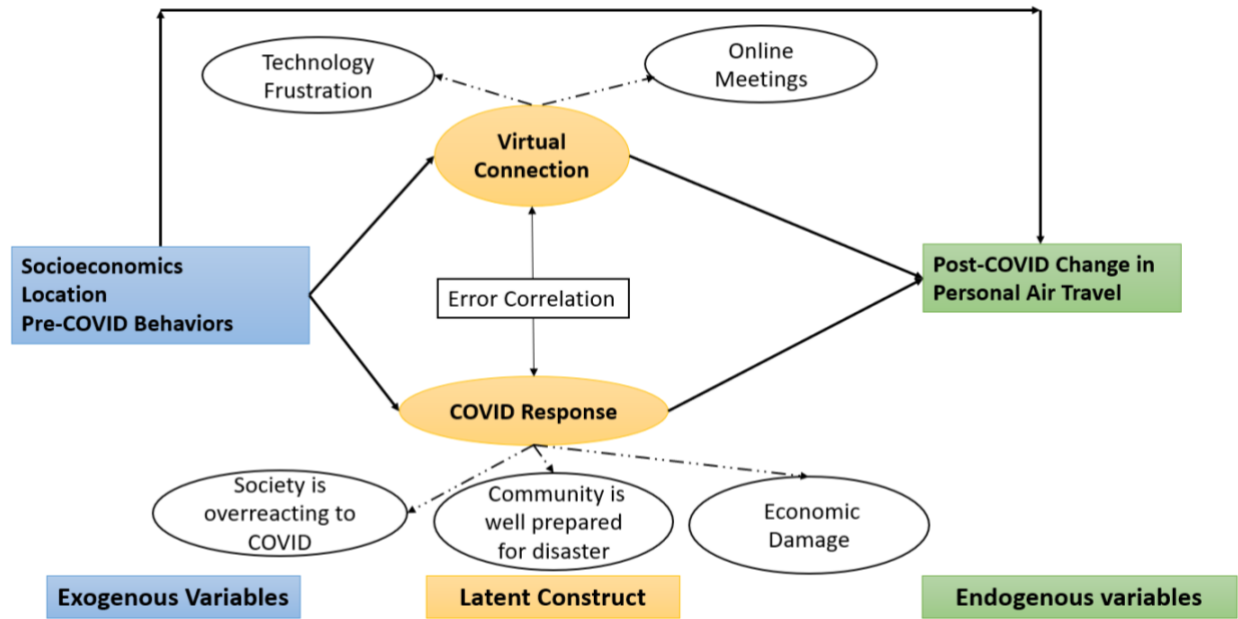 Technology
Frustration
Online
Meetings
Virtual
Connection
Socioeconomics
Location
Pre-COVID Behaviors
Error Correlation
Post-COVID Change in
Personal Air Travel
COVID Response
Society is
overreacting to
COVID
Community is
well prepared
for disaster
Economic
Damage
Exogenous Variables
Latent Construct
Endogenous variables